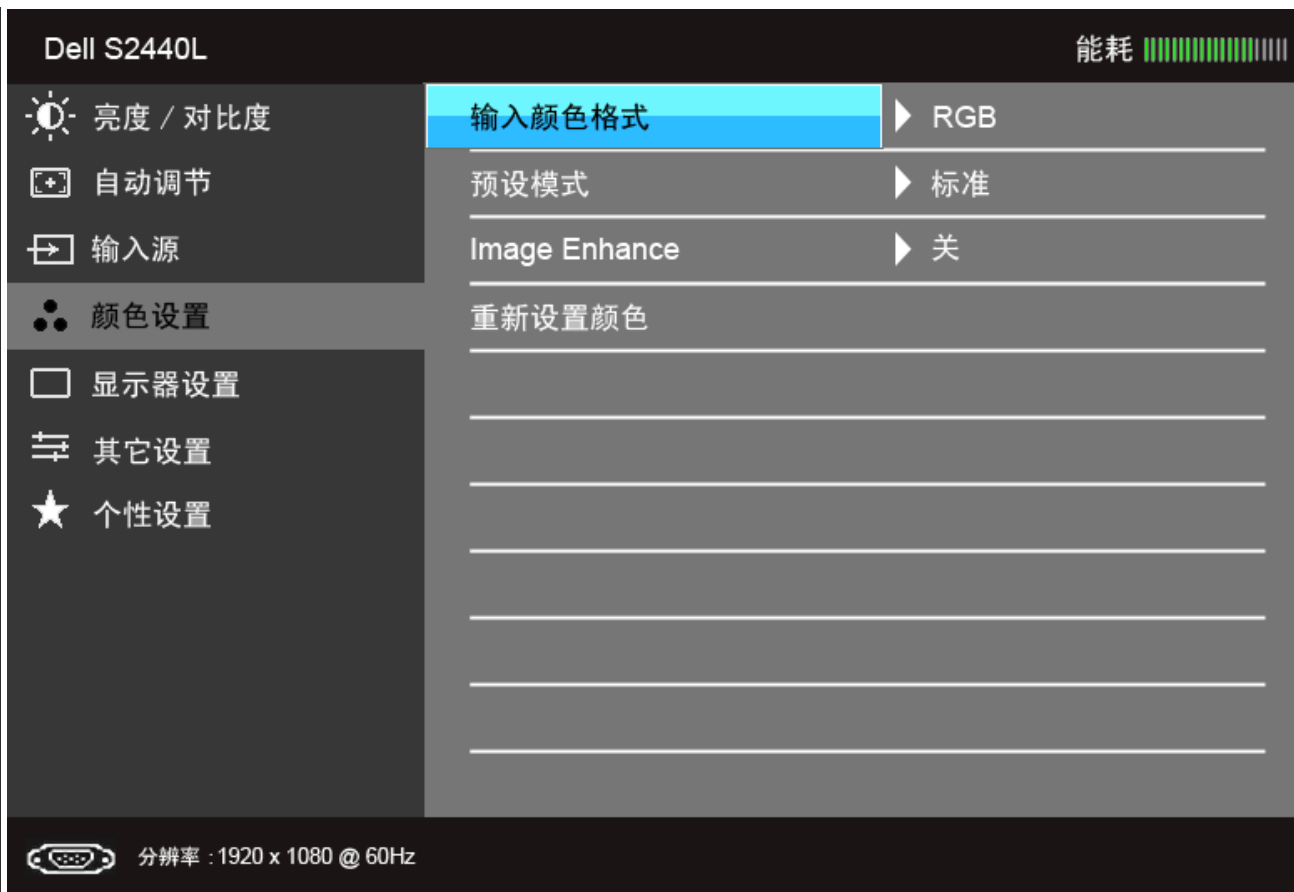 Dell S2440L
能耗
亮度 / 对比度
输入颜色格式 RGB
自动调节
预设模式 标准
输入源
Image Enhance 关
颜色设置
重新设置颜色
显示器设置
其它设置
个性设置
分辨率 : 1920 x 1080 @ 60Hz